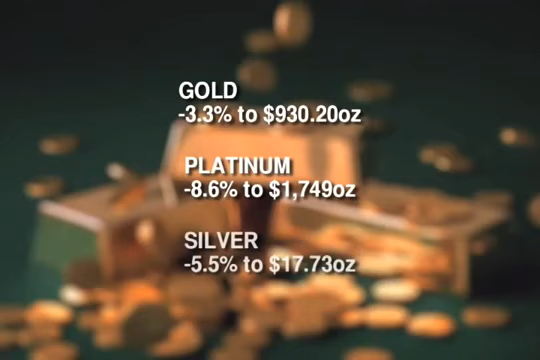 GOLD
-3.3% to $930.20oz
PLATINUM
-8.6% to $1,749oz
SILVER
-5.5% to $17.73oz